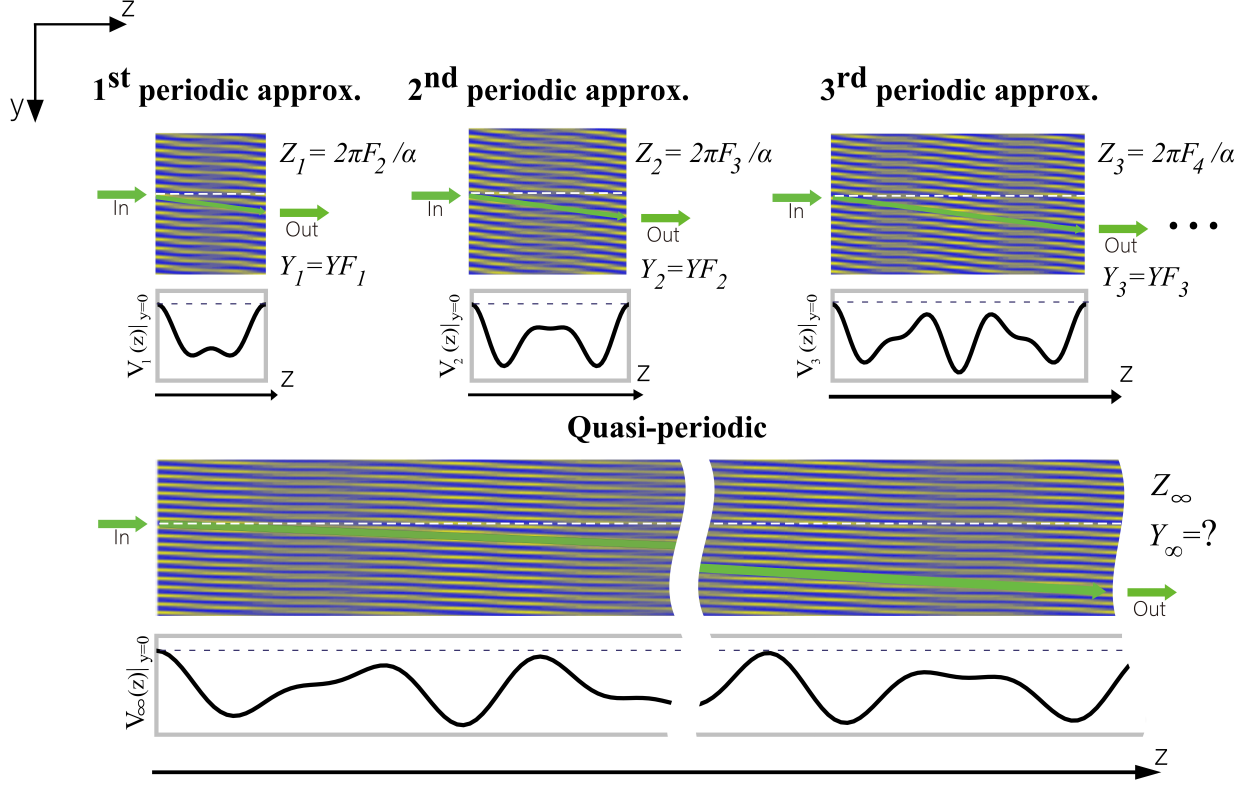 z
y
1st periodic approx.
2nd periodic approx.
3rd periodic approx.
Z1 = 2πF2 /α
Z2 = 2πF3 /α
Z3 = 2πF4 /α
In
Out
In
Out
In
Out
...
Y1=YF1
Y2=YF2
Y3=YF3
V1 (z)|y=0
z
V2 (z)|y=0
z
V3 (z)|y=0
z
Quasi-periodic
In
Z∞
Y∞=?
Out
V∞(z)|y=0
z